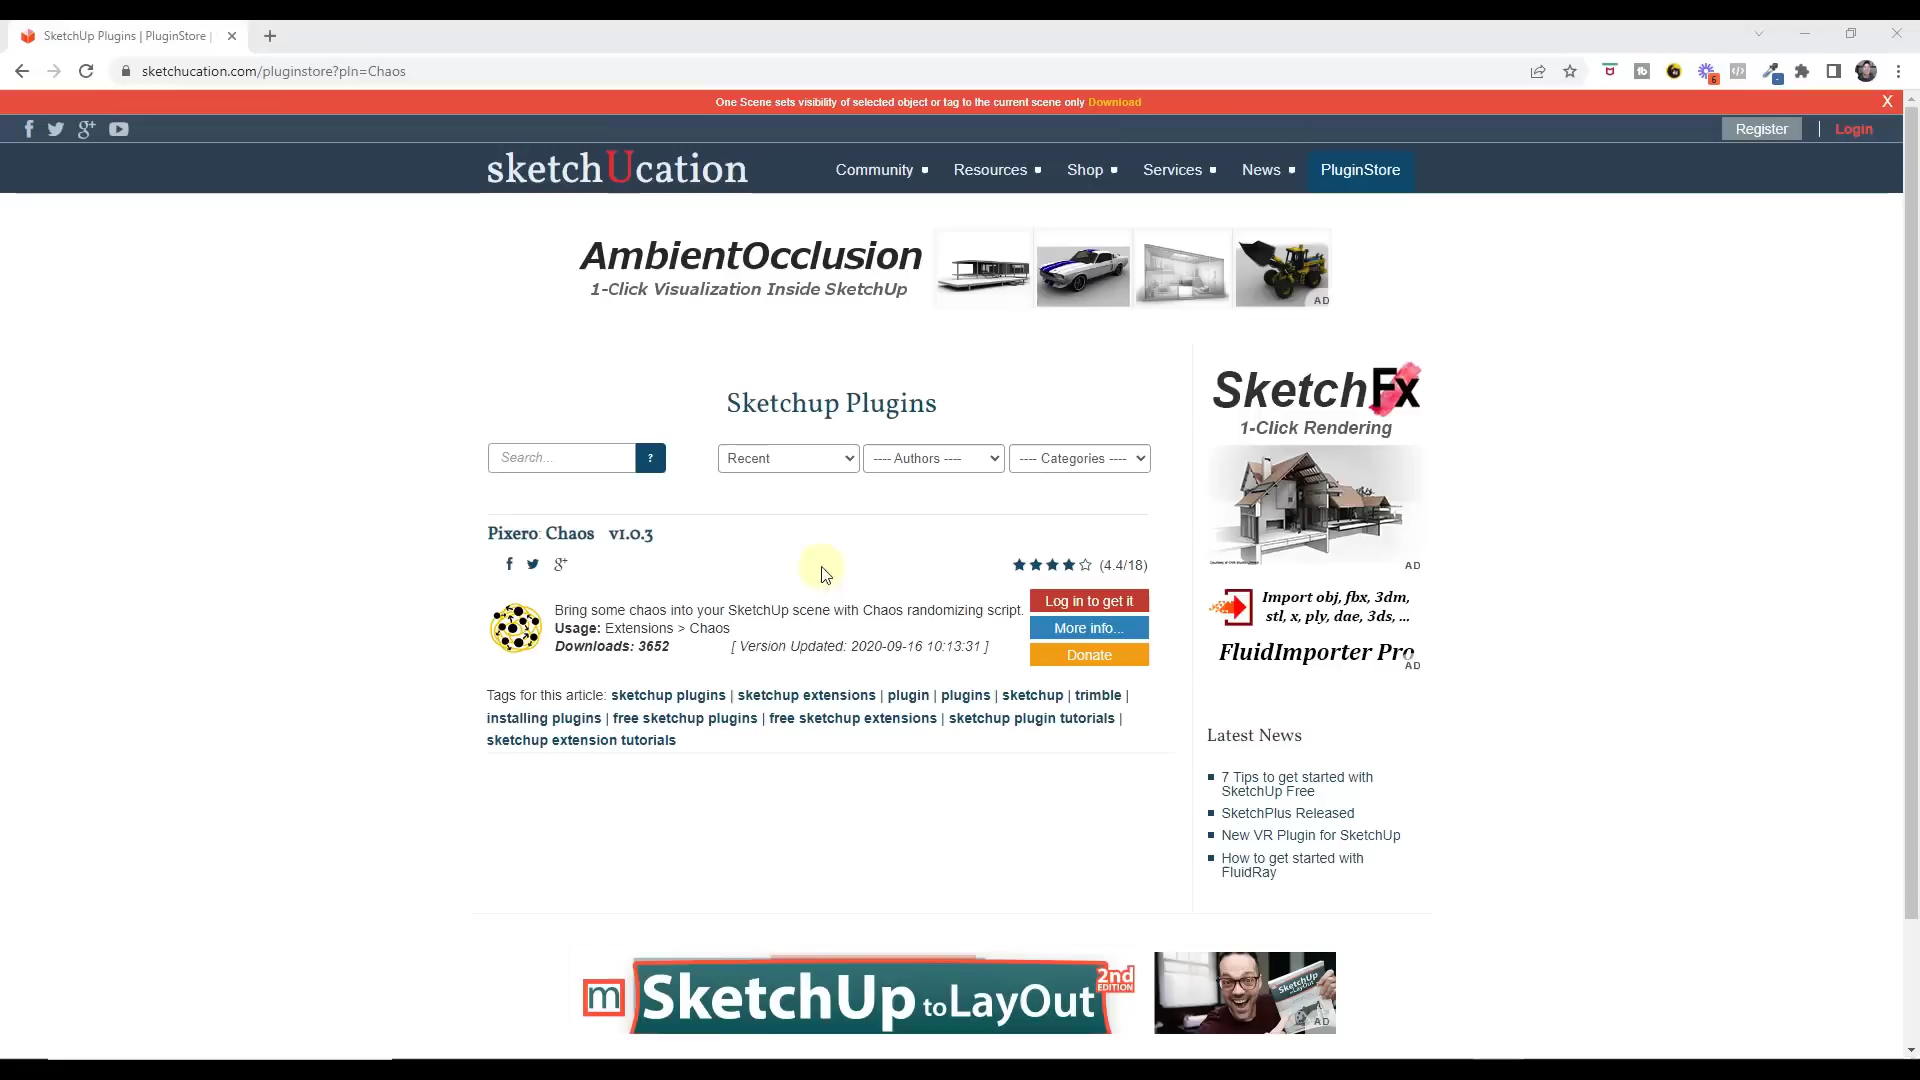 SketchUp Plugins | PluginStore |
sketchucation.com/pluginstore?pln=Chaos
6
One Scene sets visibility of selected object or tag to the current scene only Download
X
Register | Login
sketchUcation
Community Resources Shop Services News PluginStore
AmbientOcclusion
1-Click Visualization Inside SketchUp
AD
Sketchup Plugins
Search... ?
Recent ---- Authors ---- ---- Categories ----
Pixero: Chaos v1.0.3
(4.4/18)
Bring some chaos into your SketchUp scene with Chaos randomizing script.
Usage: Extensions > Chaos
Downloads: 3652 [ Version Updated: 2020-09-16 10:13:31 ]
Log in to get it
More info...
Donate
Tags for this article: sketchup plugins | sketchup extensions | plugin | plugins | sketchup | trimble |
installing plugins | free sketchup plugins | free sketchup extensions | sketchup plugin tutorials |
sketchup extension tutorials
SketchFx
1-Click Rendering
AD
Import obj, fbx, 3dm,
stl, x, ply, dae, 3ds, ...
FluidImporter Pro
AD
Latest News
7 Tips to get started with
SketchUp Free
SketchPlus Released
New VR Plugin for SketchUp
How to get started with
FluidRay
m SketchUp to LayOut 2nd EDITION
SketchUp
to LayOut
AD